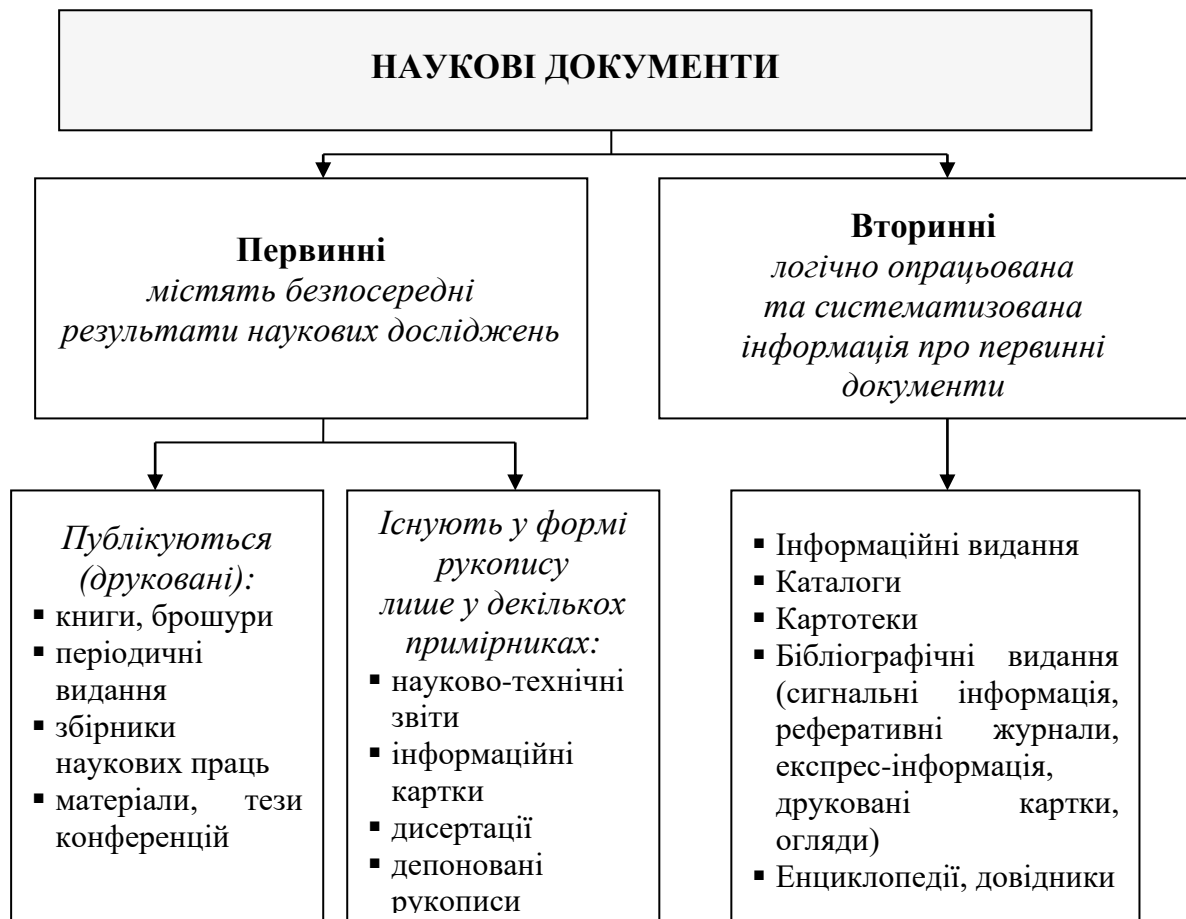 НАУКОВІ ДОКУМЕНТИ
Первинні
містять безпосередні
результати наукових досліджень
Вторинні
логічно опрацьована
та систематизована
інформація про первинні
документи
Публікуються
(друковані):
▪ книги, брошури
▪ періодичні
видання
▪ збірники
наукових праць
▪ матеріали, тези
конференцій
Існують у формі
рукопису
лише у декількох
примірниках:
▪ науково-технічні
звіти
▪ інформаційні
картки
▪ дисертації
▪ депоновані
рукописи
▪ Інформаційні видання
▪ Каталоги
▪ Картотеки
▪ Бібліографічні видання
(сигнальні інформація,
реферативні журнали,
експрес-інформація,
друковані картки,
огляди)
▪ Енциклопедії, довідники